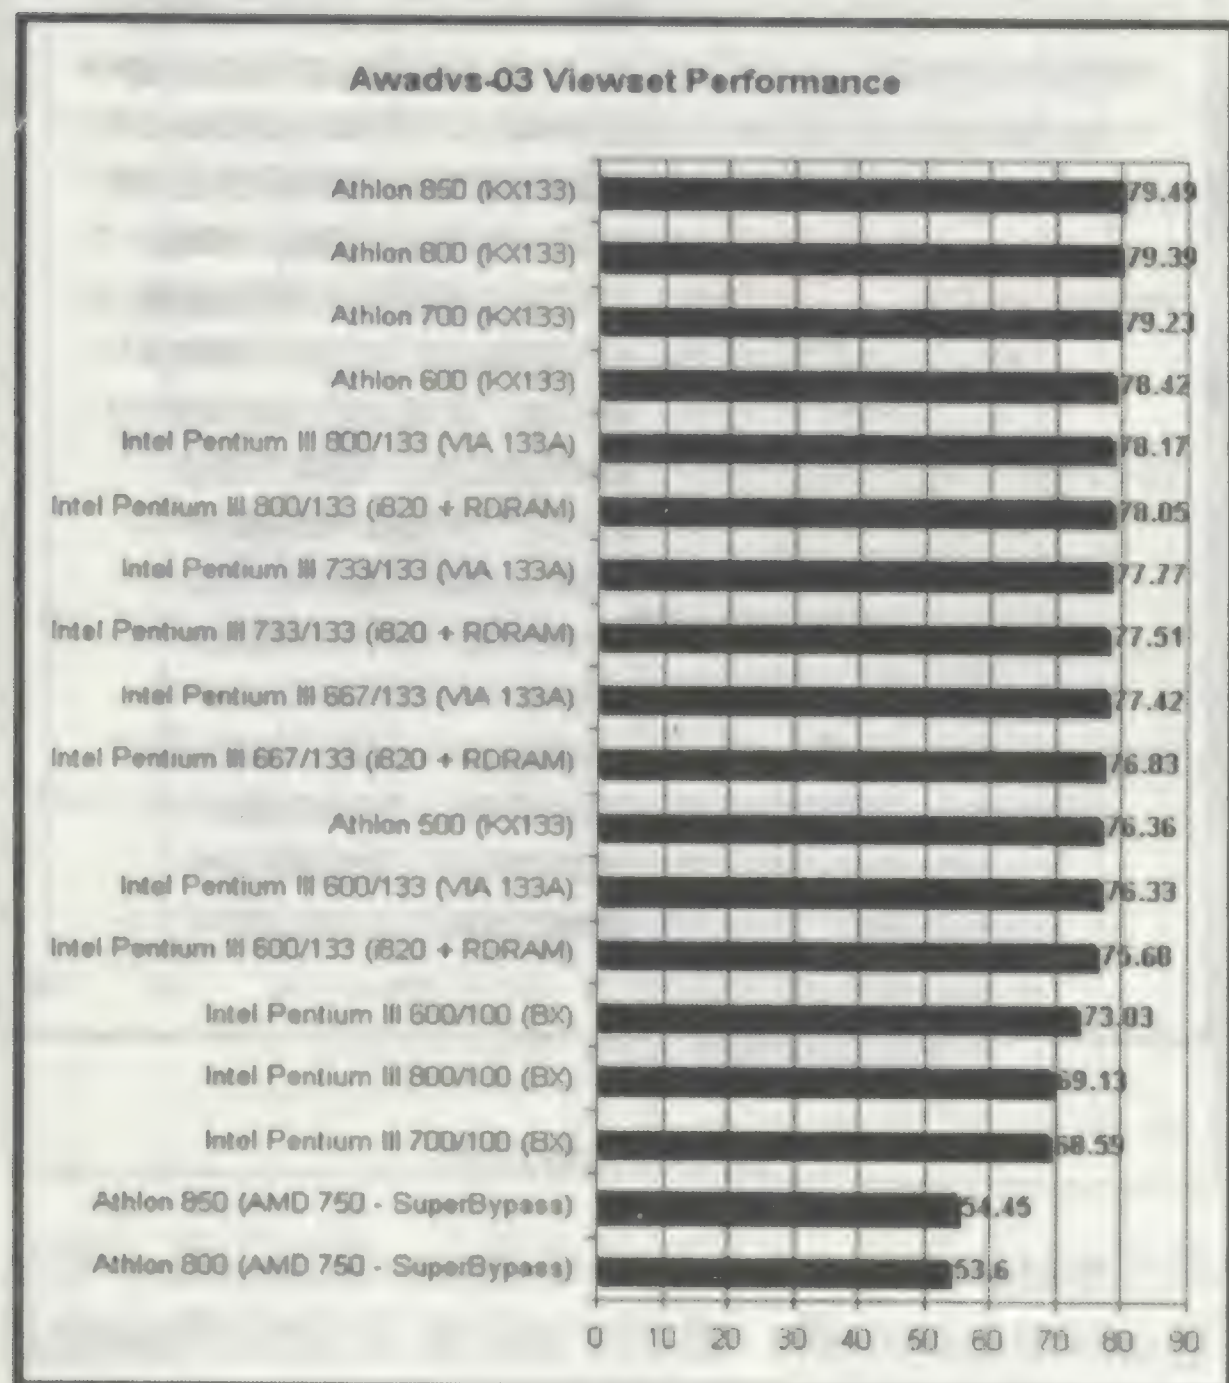 Awadvs-03 Viewset Performance
Athlon 850 (KX133) 79.49
Athlon 800 (KX133) 79.39
Athlon 700 (KX133) 79.23
Athlon 600 (KX133) 78.42
Intel Pentium III 800/133 (VIA 133A) 78.17
Intel Pentium III 800/133 (i820 + RDRAM) 78.05
Intel Pentium III 733/133 (VIA 133A) 77.77
Intel Pentium III 733/133 (i820 + RDRAM) 77.51
Intel Pentium III 667/133 (VIA 133A) 77.42
Intel Pentium III 667/133 (i820 + RDRAM) 76.83
Athlon 500 (KX133) 76.36
Intel Pentium III 600/133 (VIA 133A) 76.33
Intel Pentium III 600/133 (i820 + RDRAM) 75.68
Intel Pentium III 600/100 (BX) 73.03
Intel Pentium III 800/100 (BX) 69.13
Intel Pentium III 700/100 (BX) 68.59
Athlon 850 (AMD 750 - SuperBypass) 54.45
Athlon 800 (AMD 750 - SuperBypass) 53.6
0 10 20 30 40 50 60 70 80 90